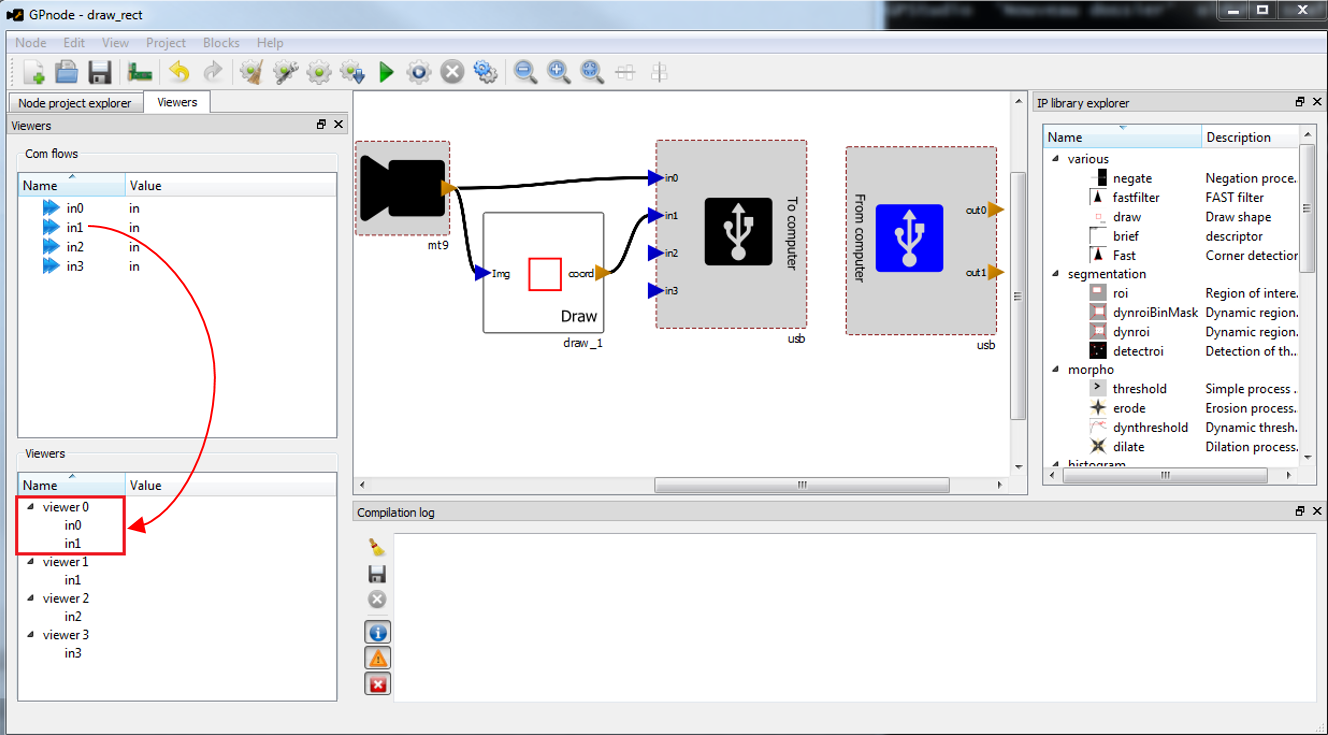 GPnode - draw_rect
Node Edit View Project Blocks Help
Node project explorer Viewers
Viewers
Com flows
Name Value
in0 in
in1 in
in2 in
in3 in
Viewers
Name Value
viewer 0
in0
in1
viewer 1
in1
viewer 2
in2
viewer 3
in3
mt9
Img
coord
Draw
draw_1
in0
in1
in2
in3
To computer
usb
From computer
out0
out1
usb
IP library explorer
Name Description
various
negate Negation proce...
fastfilter FAST filter
draw Draw shape
brief descriptor
Fast Corner detection
segmentation
roi Region of intere...
dynroiBinMask Dynamic region...
dynroi Dynamic region...
detectroi Detection of th...
morpho
threshold Simple process ...
erode Erosion process...
dynthreshold Dynamic thresh...
dilate Dilation process...
histogram
Compilation log